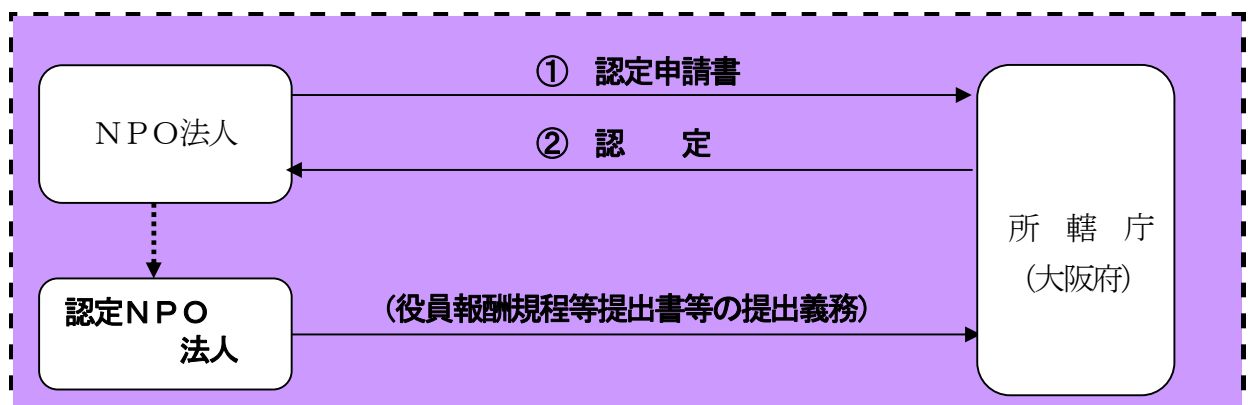 ① 認定申請書
ＮＰＯ法人
② 認　　定
所　轄　庁
(大阪府)
認定ＮＰＯ
法人
(役員報酬規程等提出書等の提出義務)